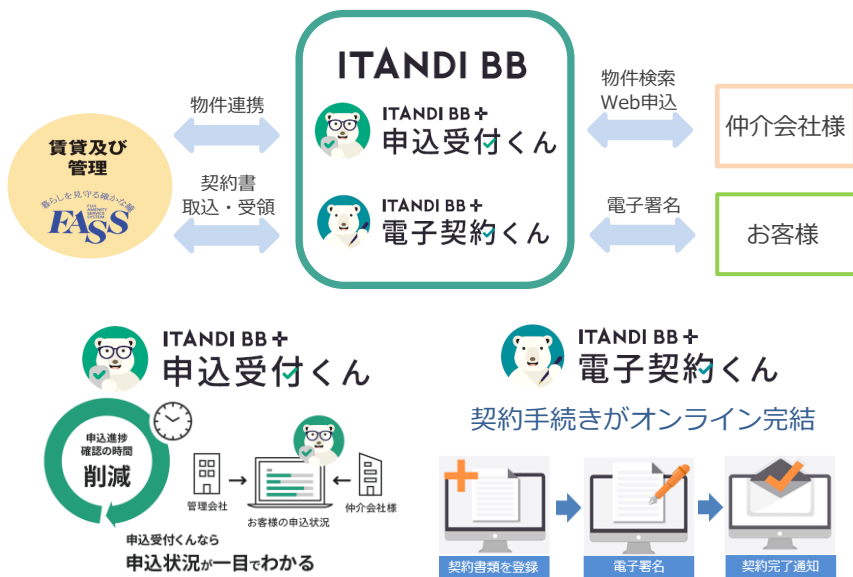 ITANDI BB
ITANDI BB +
申込受付くん
ITANDI BB +
電子契約くん
賃貸及び
管理
暮らしを見守る確かな鍵
FASS
FUJI
AMENITY
SERVICE
SYSTEM
物件連携
契約書
取込・受領
物件検索
Web申込
電子署名
仲介会社様
お客様
ITANDI BB +
申込受付くん
申込進捗
確認の時間
削減
管理会社
お客様の申込状況
仲介会社様
申込受付くんなら
申込状況が一目でわかる
ITANDI BB +
電子契約くん
契約手続きがオンライン完結
契約書類を登録
電子署名
契約完了通知